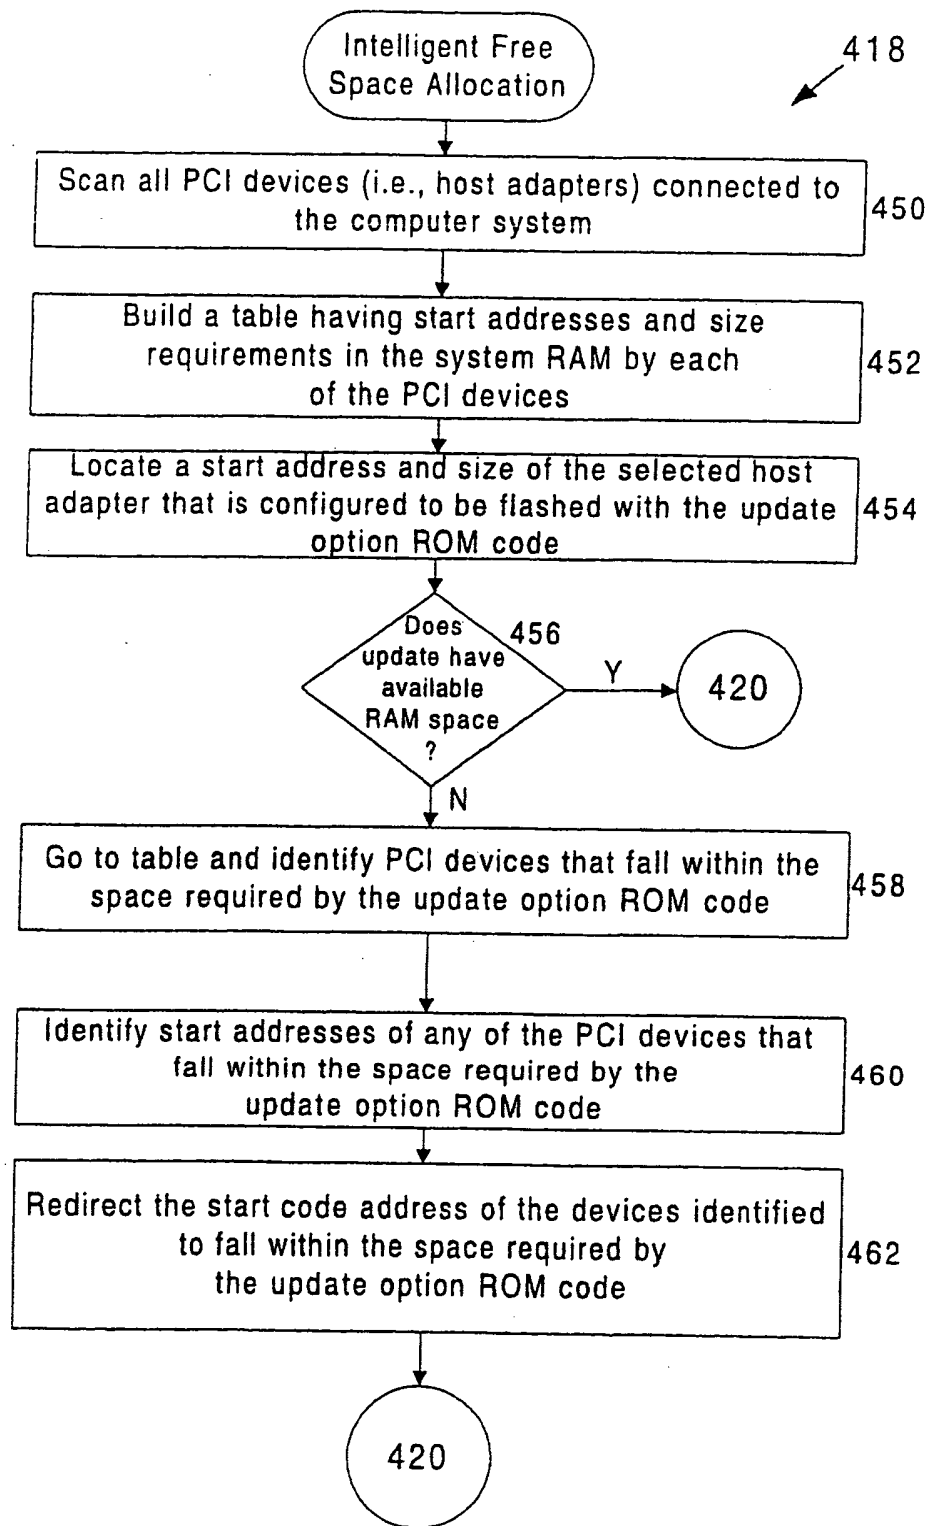 Intelligent Free
Space Allocation
418
Scan all PCI devices (i.e., host adapters) connected to
the computer system
450
Build a table having start addresses and size
requirements in the system RAM by each
of the PCI devices
452
Locate a start address and size of the selected host
adapter that is configured to be flashed with the update
option ROM code
454
Does
update have
available
RAM space
?
456
Y
420
N
Go to table and identify PCI devices that fall within the
space required by the update option ROM code
458
Identify start addresses of any of the PCI devices that
fall within the space required by the
update option ROM code
460
Redirect the start code address of the devices identified
to fall within the space required by
the update option ROM code
462
420